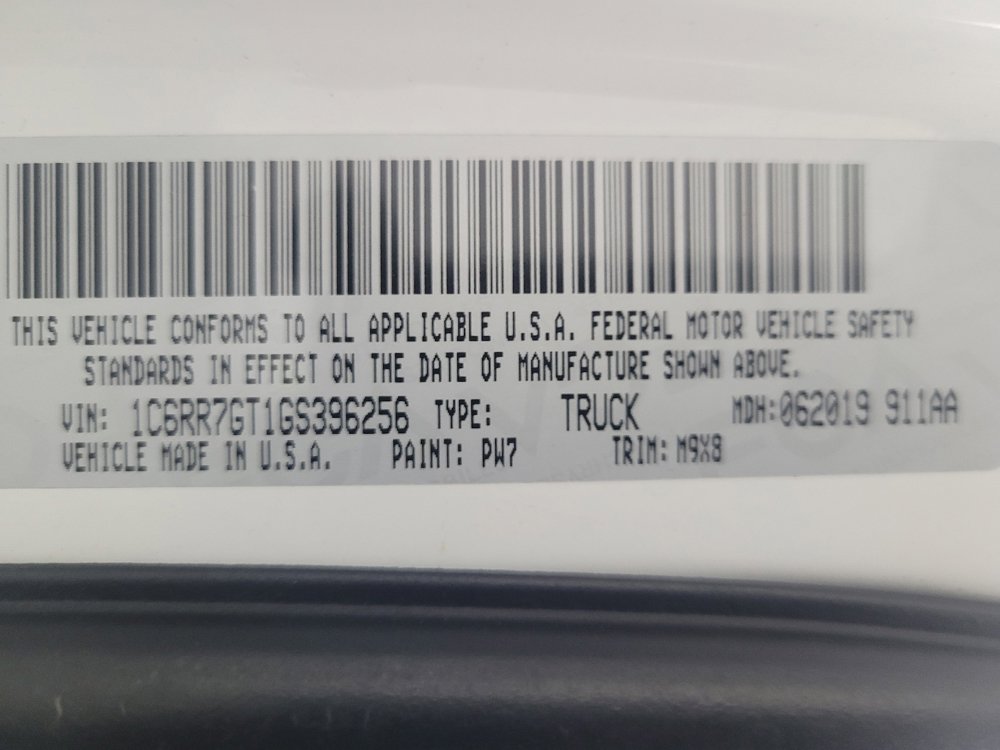 THIS VEHICLE CONFORMS TO ALL APPLICABLE U.S.A. FEDERAL MOTOR VEHICLE SAFETY
STANDARDS IN EFFECT ON THE DATE OF MANUFACTURE SHOWN ABOVE.
VIN: 1C6RR7GT1GS396256 TYPE: TRUCK MDH:062019 911AA
VEHICLE MADE IN U.S.A. PAINT: PW7 TRIM: M9X8